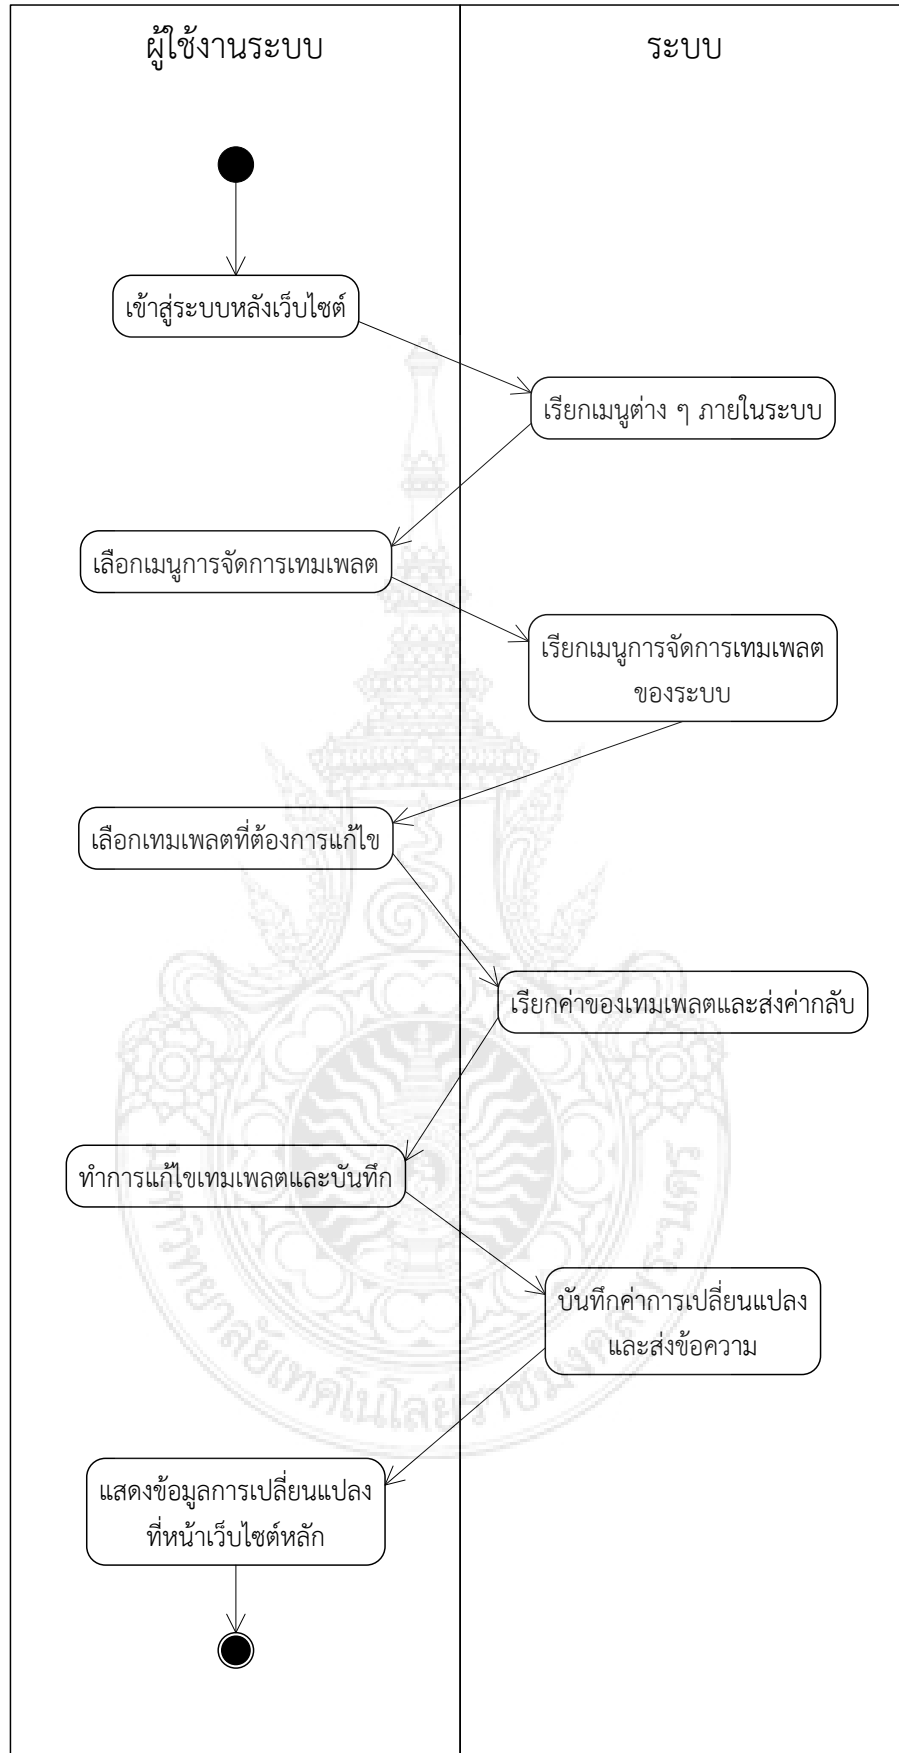 ผู้ใช้งานระบบ
ระบบ
เข้าสู่ระบบหลังเว็บไซต์
เรียกเมนูต่าง ๆ ภายในระบบ
เลือกเมนูการจัดการเทมเพลต
เรียกเมนูการจัดการเทมเพลต
ของระบบ
เลือกเทมเพลตที่ต้องการแก้ไข
เรียกค่าของเทมเพลตและส่งค่ากลับ
ทำการแก้ไขเทมเพลตและบันทึก
บันทึกค่าการเปลี่ยนแปลง
และส่งข้อความ
แสดงข้อมูลการเปลี่ยนแปลง
ที่หน้าเว็บไซต์หลัก